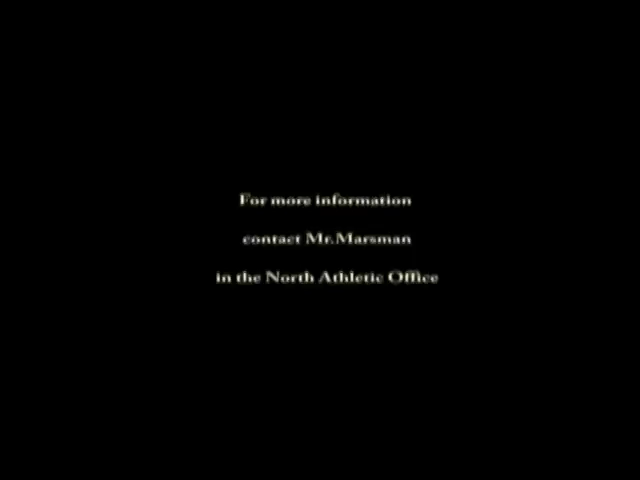 For more information
contact Mr.Marsman
in the North Athletic Office